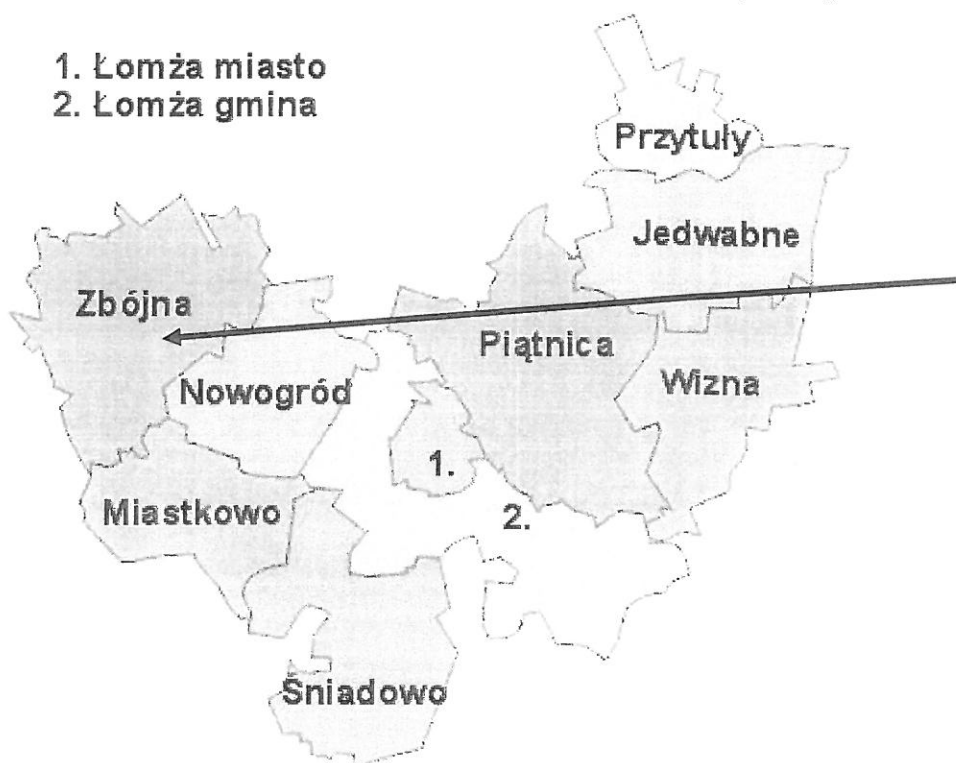 1. Łomża miasto
2. Łomża gmina
Przytuły
Jedwabne
Zbójna
Piątnica
Wizna
Nowogród
1.
Miastkowo
2.
Śniadowo